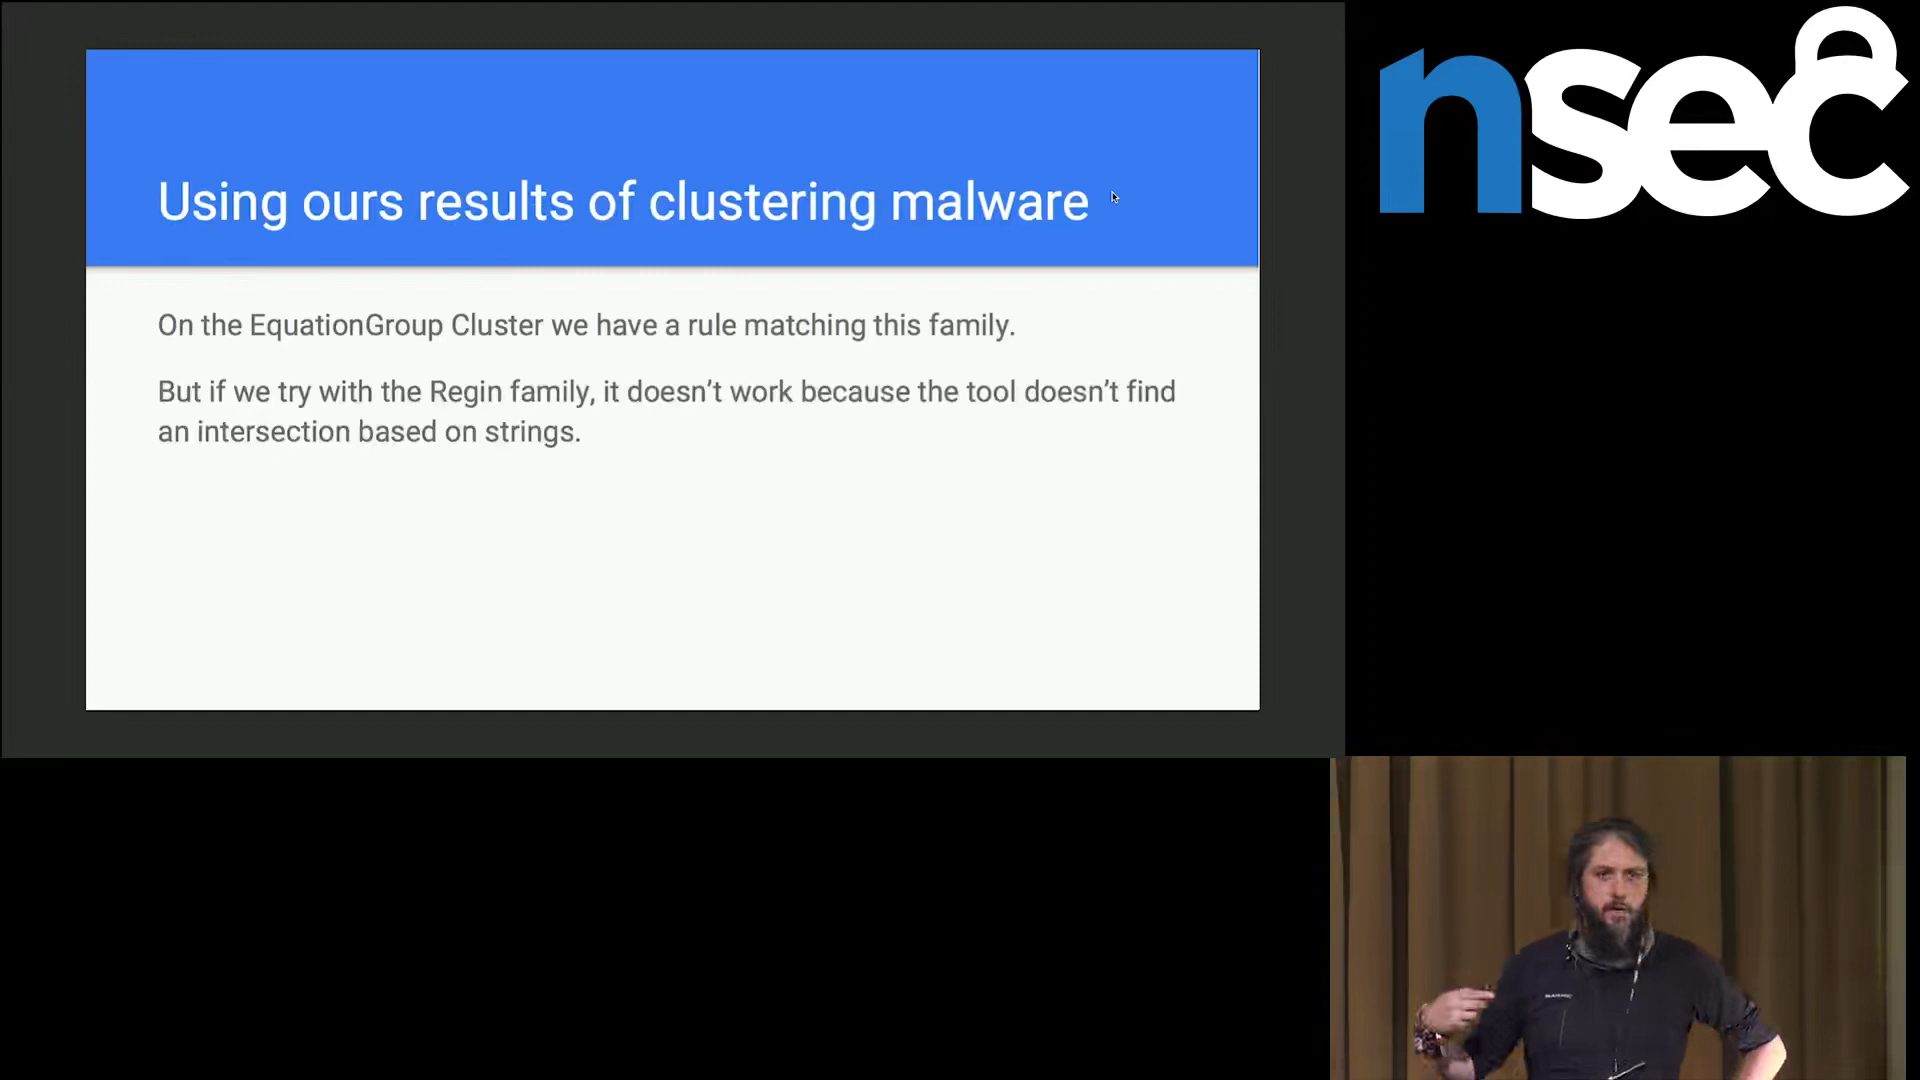 Using ours results of clustering malware
On the EquationGroup Cluster we have a rule matching this family.
But if we try with the Regin family, it doesn’t work because the tool doesn’t find
an intersection based on strings.
nsec